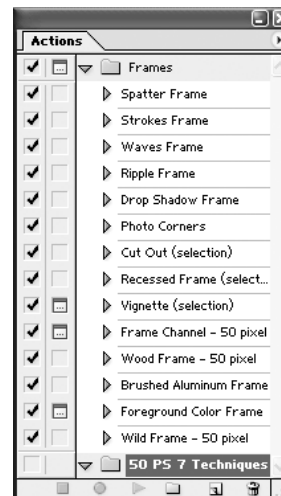 Actions
Frames
Spatter Frame
Strokes Frame
Waves Frame
Ripple Frame
Drop Shadow Frame
Photo Corners
Cut Out (selection)
Recessed Frame (select...
Vignette (selection)
Frame Channel - 50 pixel
Wood Frame - 50 pixel
Brushed Aluminum Frame
Foreground Color Frame
Wild Frame - 50 pixel
50 PS 7 Techniques